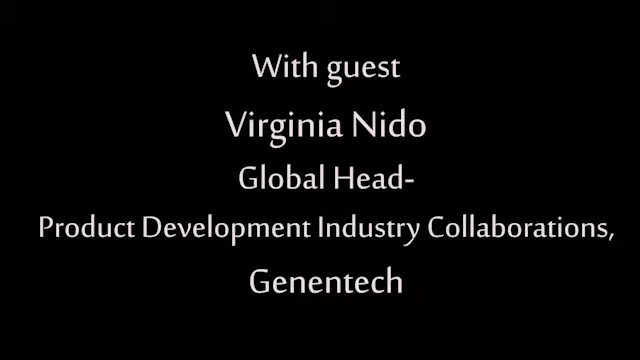 With guest
Virginia Nido
Global Head-
Product Development Industry Collaborations,
Genentech